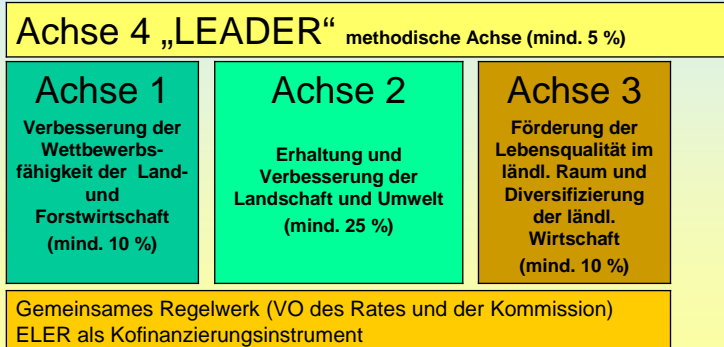 Achse 4 „LEADER“ methodische Achse (mind. 5 %)
Achse 1
Verbesserung der
Wettbewerbs-
fähigkeit der Land-
und
Forstwirtschaft
(mind. 10 %)
Achse 2
Erhaltung und
Verbesserung der
Landschaft und Umwelt
(mind. 25 %)
Achse 3
Förderung der
Lebensqualität im
ländl. Raum und
Diversifizierung
der ländl.
Wirtschaft
(mind. 10 %)
Gemeinsames Regelwerk (VO des Rates und der Kommission)
ELER als Kofinanzierungsinstrument